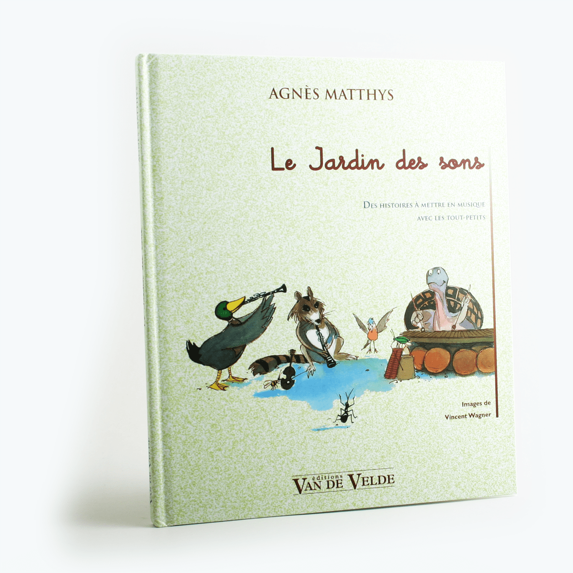 AGNÈS MATTHYS
Le Jardin des sons
DES HISTOIRES À METTRE EN MUSIQUE
AVEC LES TOUT-PETITS
Images de
Vincent Wagner
éditions
VAN DE VELDE